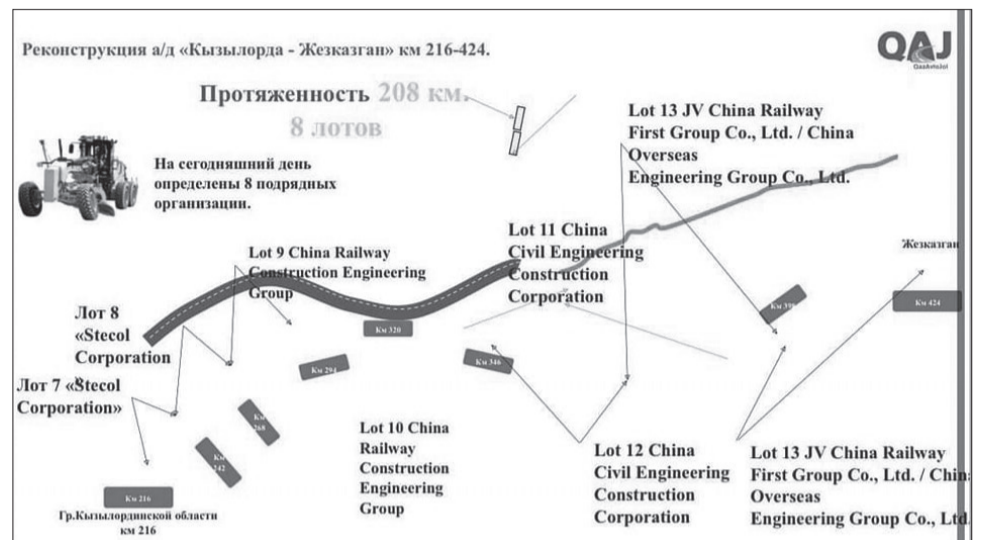 Реконструкция а/д «Кызылорда - Жезказган» км 216-424.
QAJ
QazAvtoJol
Протяженность 208 км.
8 лотов
На сегодняшний день
определены 8 подрядных
организации.
Lot 13 JV China Railway
First Group Co., Ltd. / China
Overseas
Engineering Group Co., Ltd.
Lot 11 China
Civil Engineering
Construction
Corporation
Lot 9 China Railway
Construction Engineering
Group
Жезказган
Км 424
Км 398
Лот 8
«Stecol
Corporation
Км 320
Км 346
Км 294
Лот 7 «Stecol
Corporation»
Км
268
Км
242
Lot 10 China
Railway
Construction
Engineering
Group
Lot 12 China
Civil Engineering
Construction
Corporation
Lot 13 JV China Railway
First Group Co., Ltd. / China
Overseas
Engineering Group Co., Ltd
Км 216
Гр.Кызылординской области
км 216